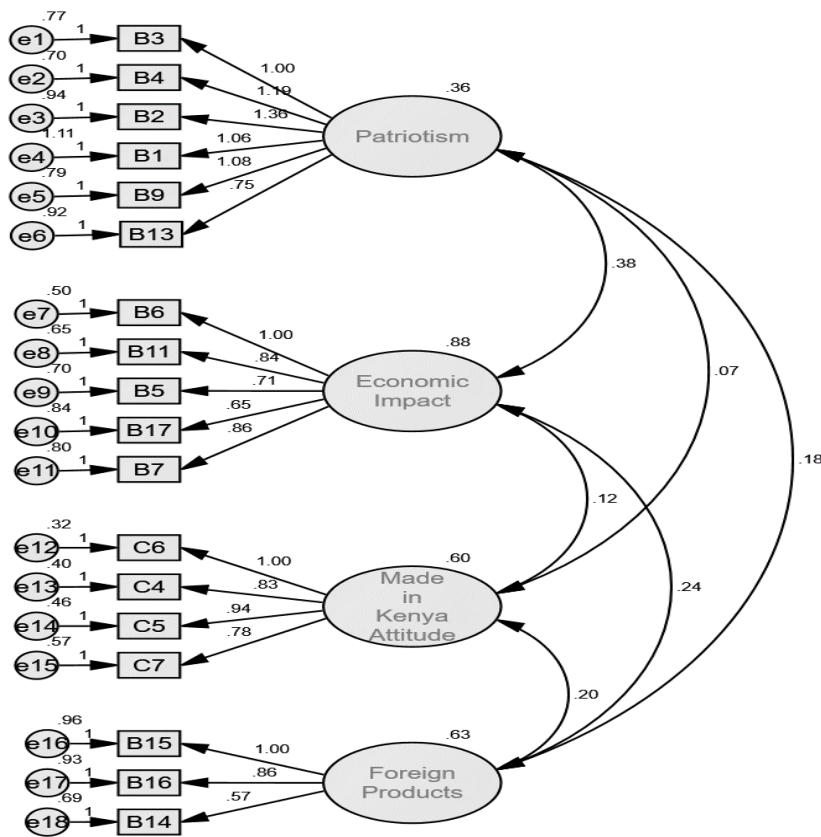 .77
e1 1 B3
.70
e2 1 B4
.94
e3 1 B2
1.11
e4 1 B1
.79
e5 1 B9
.92
e6 1 B13
1.00
1.19
1.36
1.06
1.08
.75
.36
Patriotism
.38
.07
.18
.50
e7 1 B6
.65
e8 1 B11
.70
e9 1 B5
.84
e10 1 B17
.80
e11 1 B7
1.00
.84
.71
.65
.86
.88
Economic
Impact
.12
.24
.32
e12 1 C6
.40
e13 1 C4
.46
e14 1 C5
.57
e15 1 C7
1.00
.83
.94
.78
.60
Made
in
Kenya
Attitude
.20
.96
e16 1 B15
.93
e17 1 B16
.69
e18 1 B14
1.00
.86
.57
.63
Foreign
Products